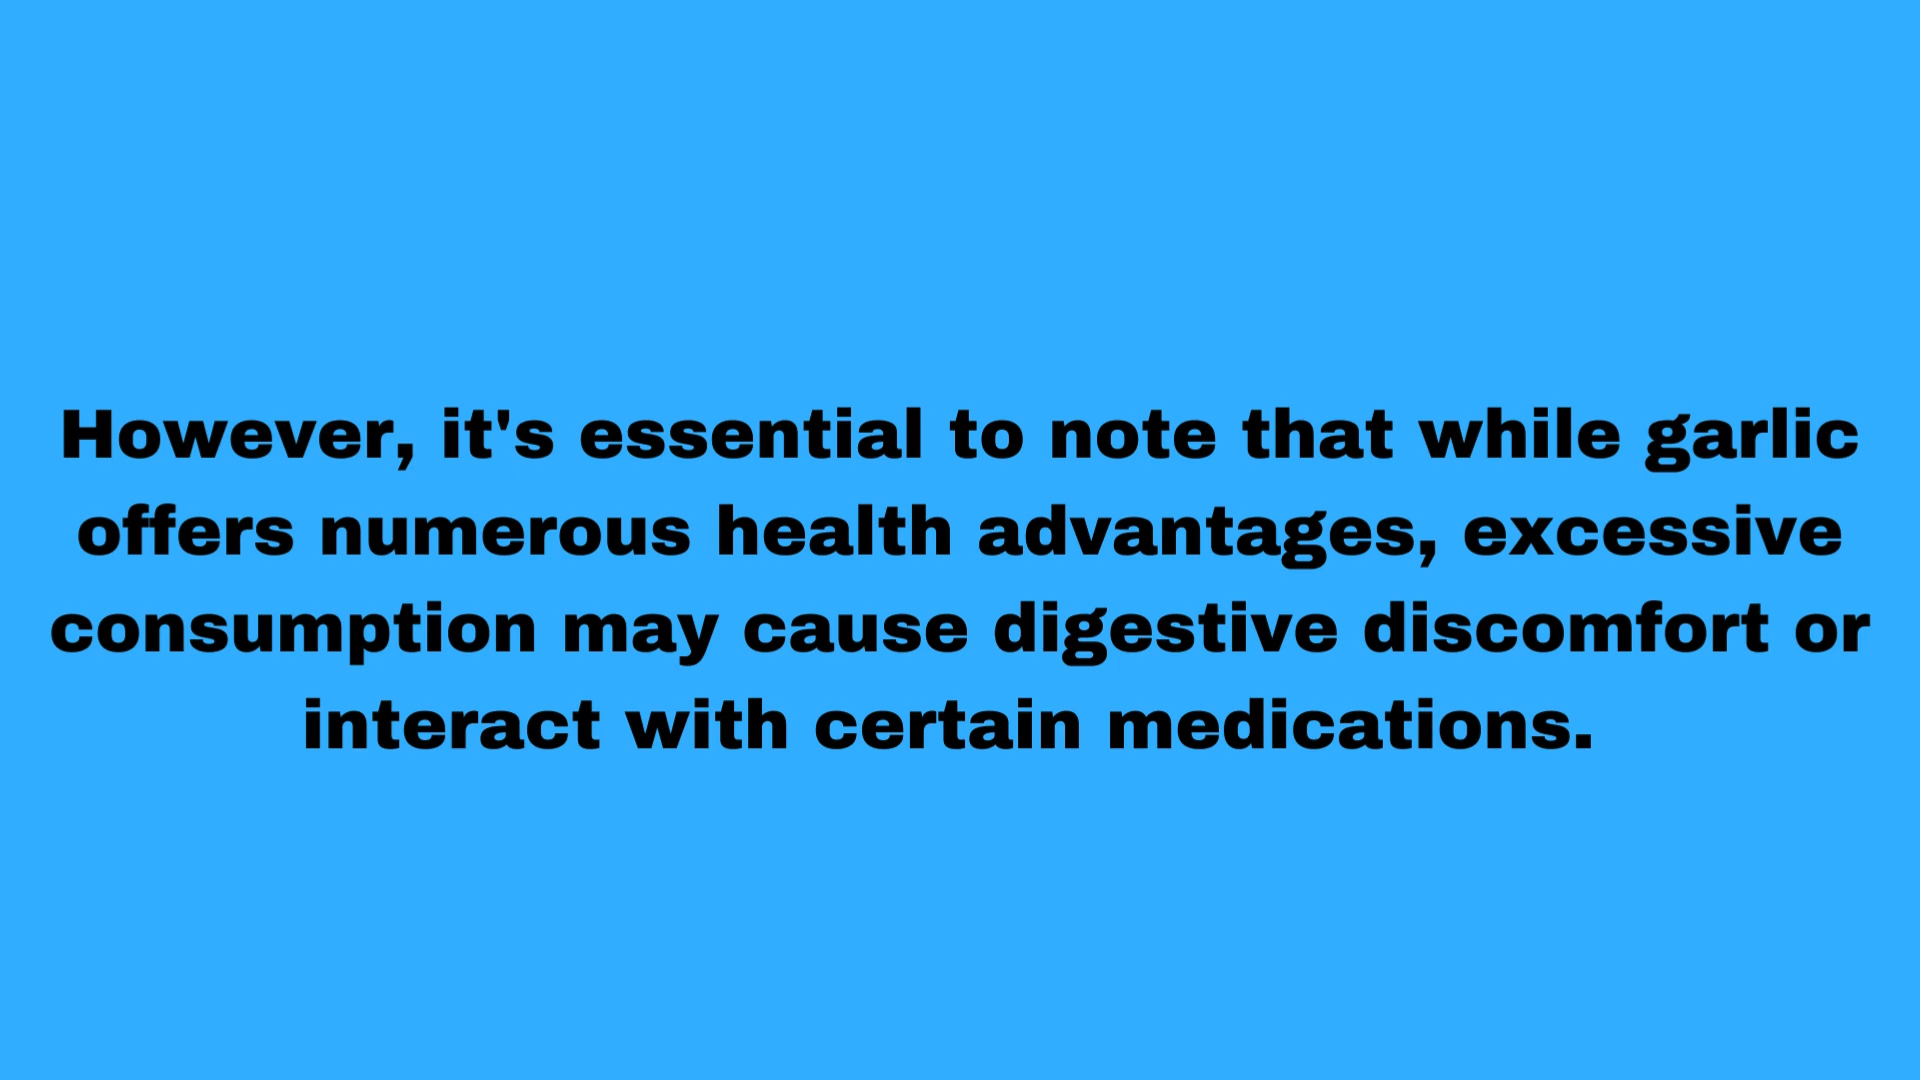 However, it's essential to note that while garlic
offers numerous health advantages, excessive
consumption may cause digestive discomfort or
interact with certain medications.